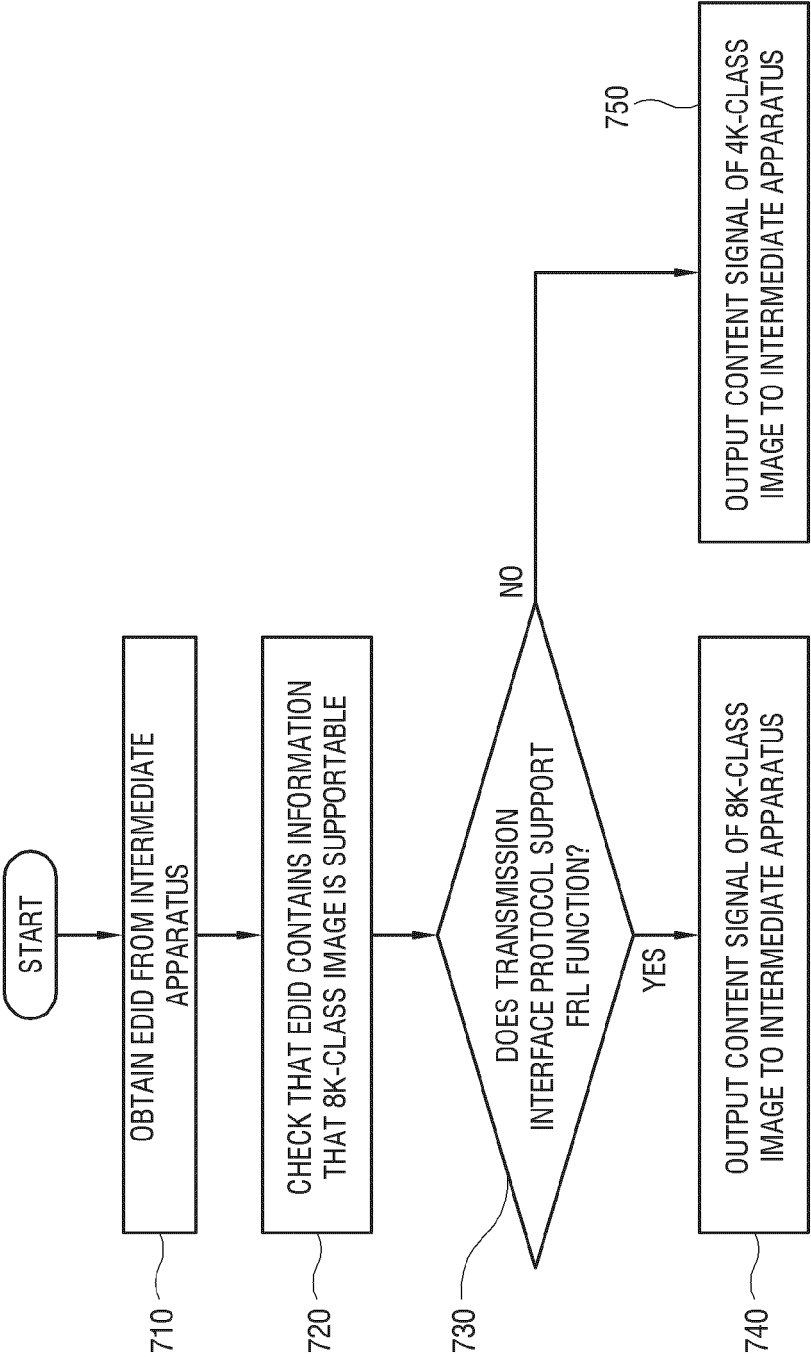 START
710
OBTAIN EDID FROM INTERMEDIATE
APPARATUS
720
CHECK THAT EDID CONTAINS INFORMATION
THAT 8K-CLASS IMAGE IS SUPPORTABLE
730
DOES TRANSMISSION
INTERFACE PROTOCOL SUPPORT
FRL FUNCTION?
NO
YES
740
OUTPUT CONTENT SIGNAL OF 8K-CLASS
IMAGE TO INTERMEDIATE APPARATUS
750
OUTPUT CONTENT SIGNAL OF 4K-CLASS
IMAGE TO INTERMEDIATE APPARATUS